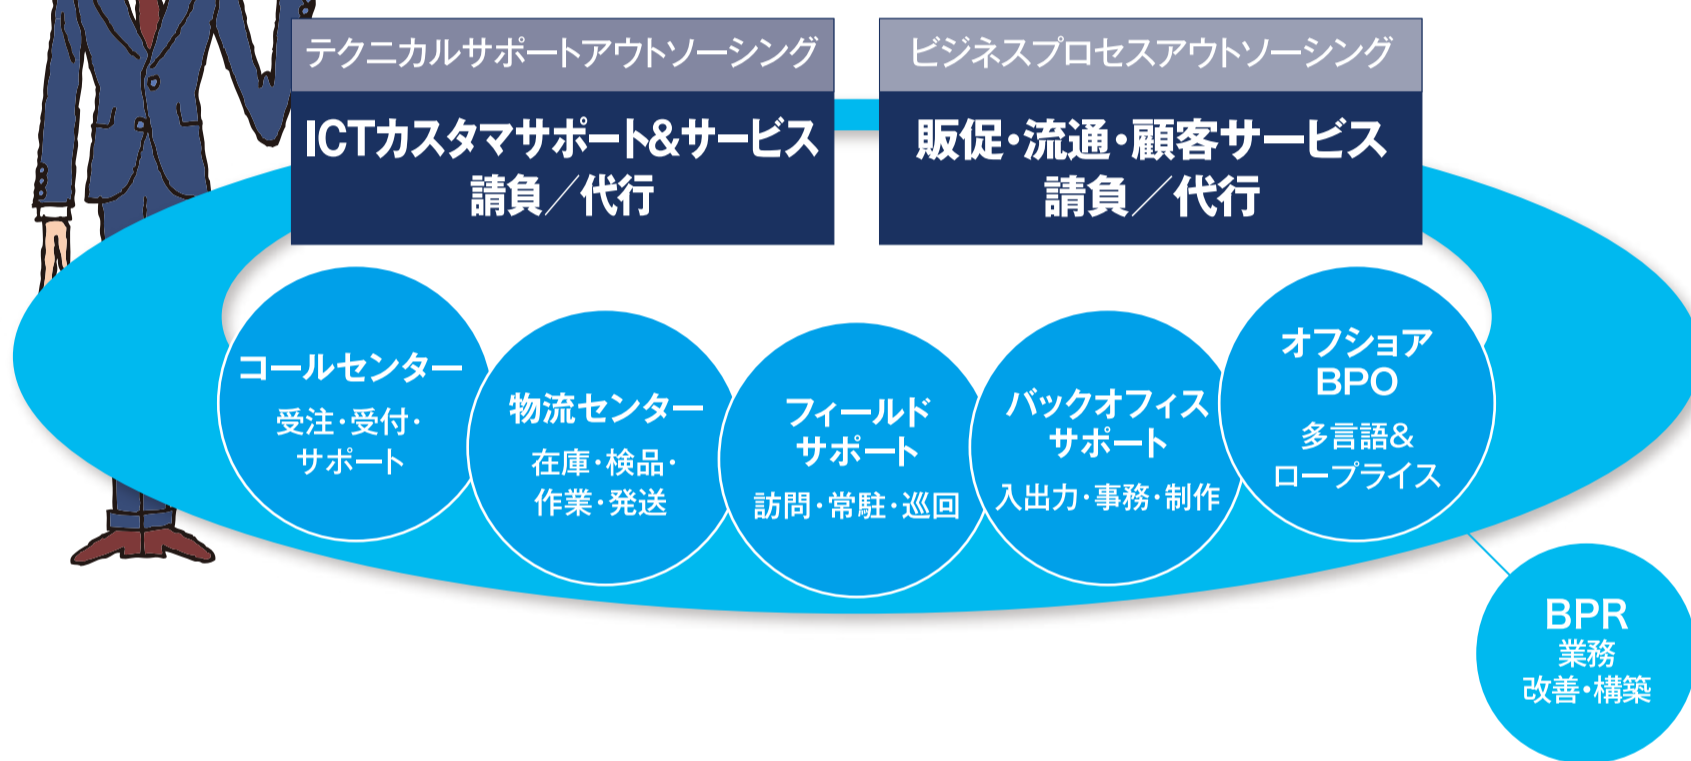 テクニカルサポートアウトソーシング
ICTカスタマサポート&サービス
請負／代行
ビジネスプロセスアウトソーシング
販促・流通・顧客サービス
請負／代行
コールセンター
受注・受付・
サポート
物流センター
在庫・検品・
作業・発送
フィールド
サポート
訪問・常駐・巡回
バックオフィス
サポート
入出力・事務・制作
オフショア
BPO
多言語&
ロープライス
BPR
業務
改善・構築